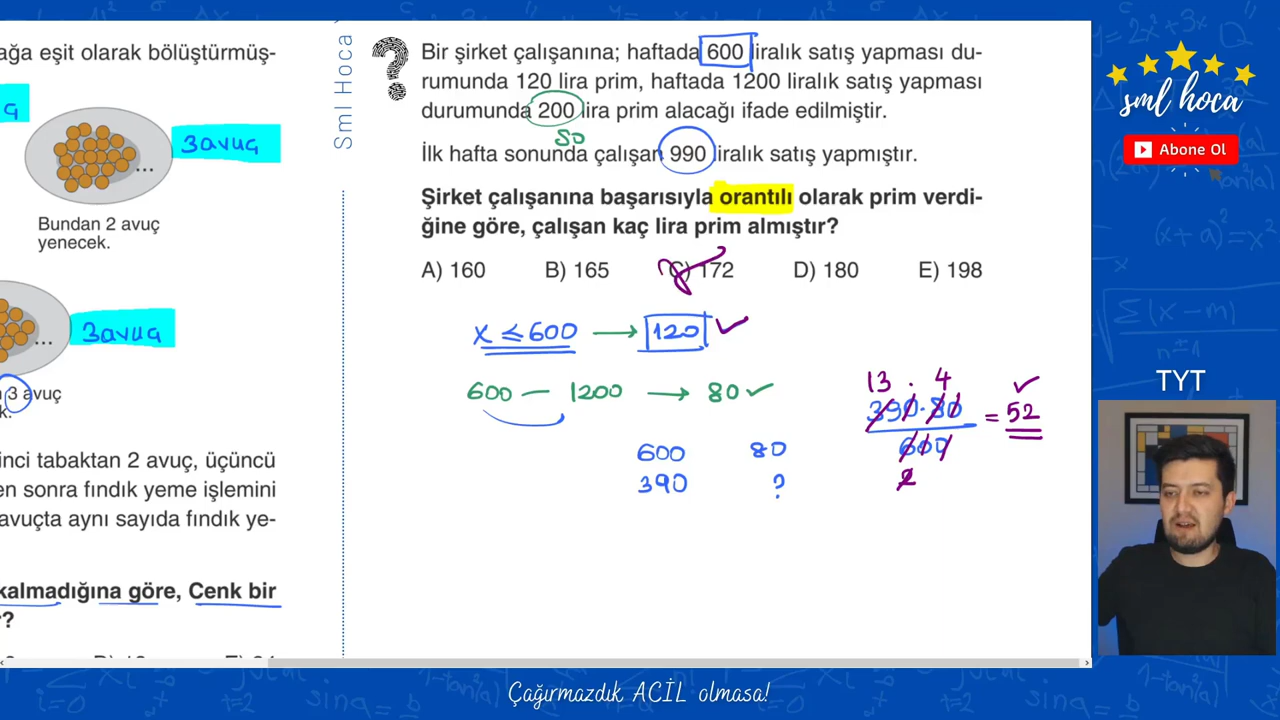 ağa eşit olarak bölüştürmüş-
3avuç
...
Bundan 2 avuç
yenecek.
3avuç
...
3 avuç
k.
inci tabaktan 2 avuç, üçüncü
en sonra fındık yeme işlemini
avuçta aynı sayıda fındık ye-
kalmadığına göre, Cenk bir
r?
Sml Hoca
?
Bir şirket çalışanına; haftada 600 liralık satış yapması du-
rumunda 120 lira prim, haftada 1200 liralık satış yapması
durumunda 200 lira prim alacağı ifade edilmiştir.
80
İlk hafta sonunda çalışan 990 liralık satış yapmıştır.
Şirket çalışanına başarısıyla orantılı olarak prim verdi-
ğine göre, çalışan kaç lira prim almıştır?
A) 160 B) 165 C) 172 D) 180 E) 198
x ≤ 600 → 120
600 — 1200 → 80
600 80
390 ?
13 . 4
390.80
= 52
600
2
sml hoca
Abone Ol
TYT
Çağırmazdık ACİL olmasa!